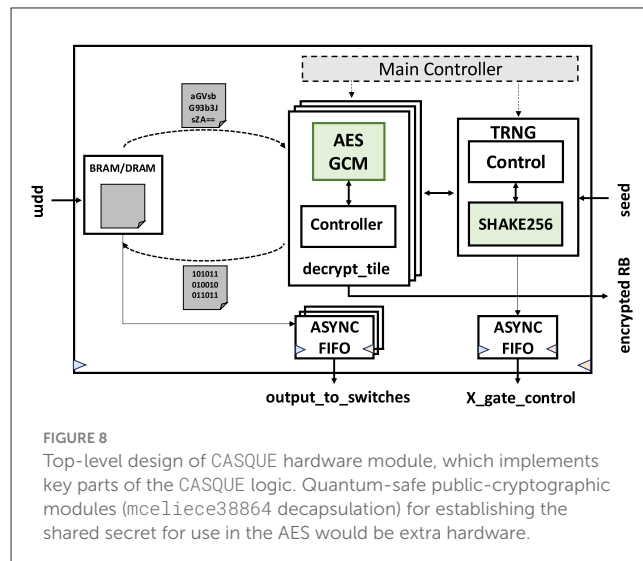 Main Controller
aGVsb
G93b3J
sZA==
BRAM/DRAM
AES
GCM
Controller
decrypt_tile
TRNG
Control
SHAKE256
wdd
seed
encrypted RB
101011
010010
011011
ASYNC
FIFO
ASYNC
FIFO
output_to_switches
X_gate_control
FIGURE 8
Top-level design of CASQUE hardware module, which implements
key parts of the CASQUE logic. Quantum-safe public-cryptographic
modules (mceliece38864 decapsulation) for establishing the
shared secret for use in the AES would be extra hardware.